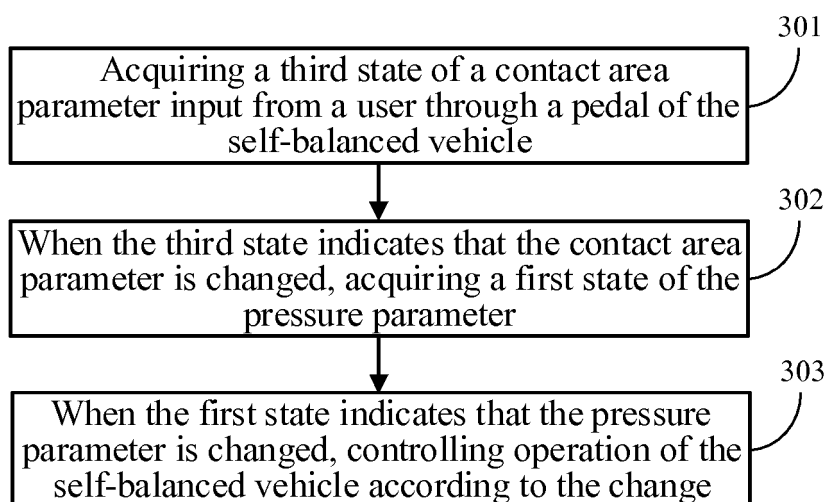 301
Acquiring a third state of a contact area
parameter input from a user through a pedal of the
self-balanced vehicle
302
When the third state indicates that the contact area
parameter is changed, acquiring a first state of the
pressure parameter
303
When the first state indicates that the pressure
parameter is changed, controlling operation of the
self-balanced vehicle according to the change